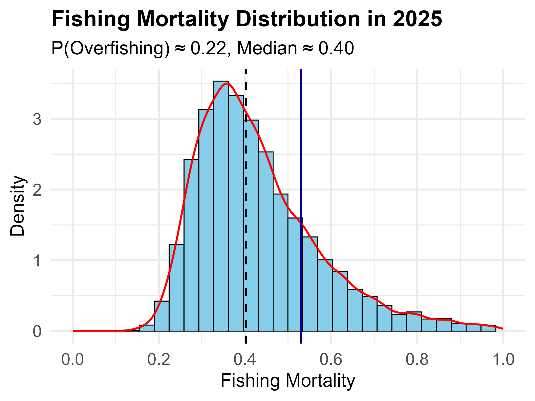 Fishing Mortality Distribution in 2025
P(Overfishing) ≈ 0.22, Median ≈ 0.40
Density
3
2
1
0
0.0 0.2 0.4 0.6 0.8 1.0
Fishing Mortality